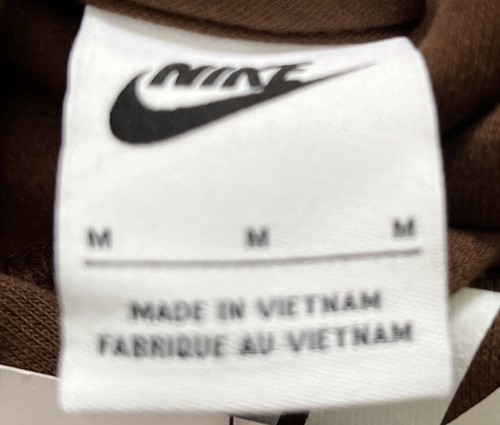 NIKE
M M M
MADE IN VIETNAM
FABRIQUE AU VIETNAM